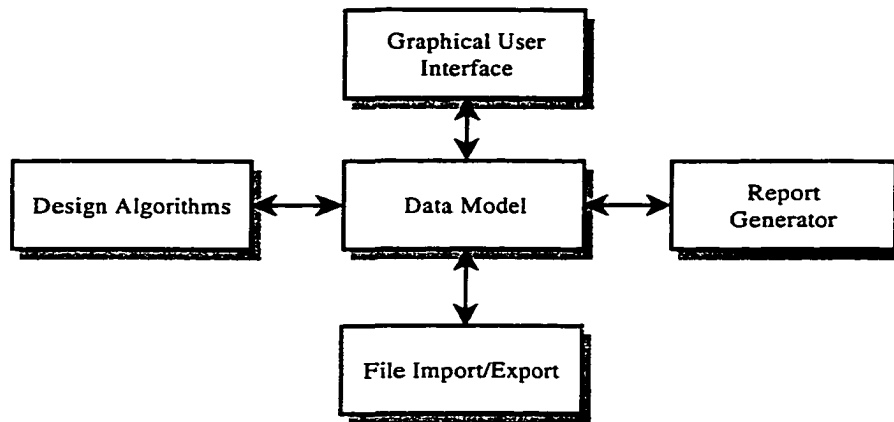 Graphical User
Interface
Design Algorithms
Data Model
Report
Generator
File Import/Export